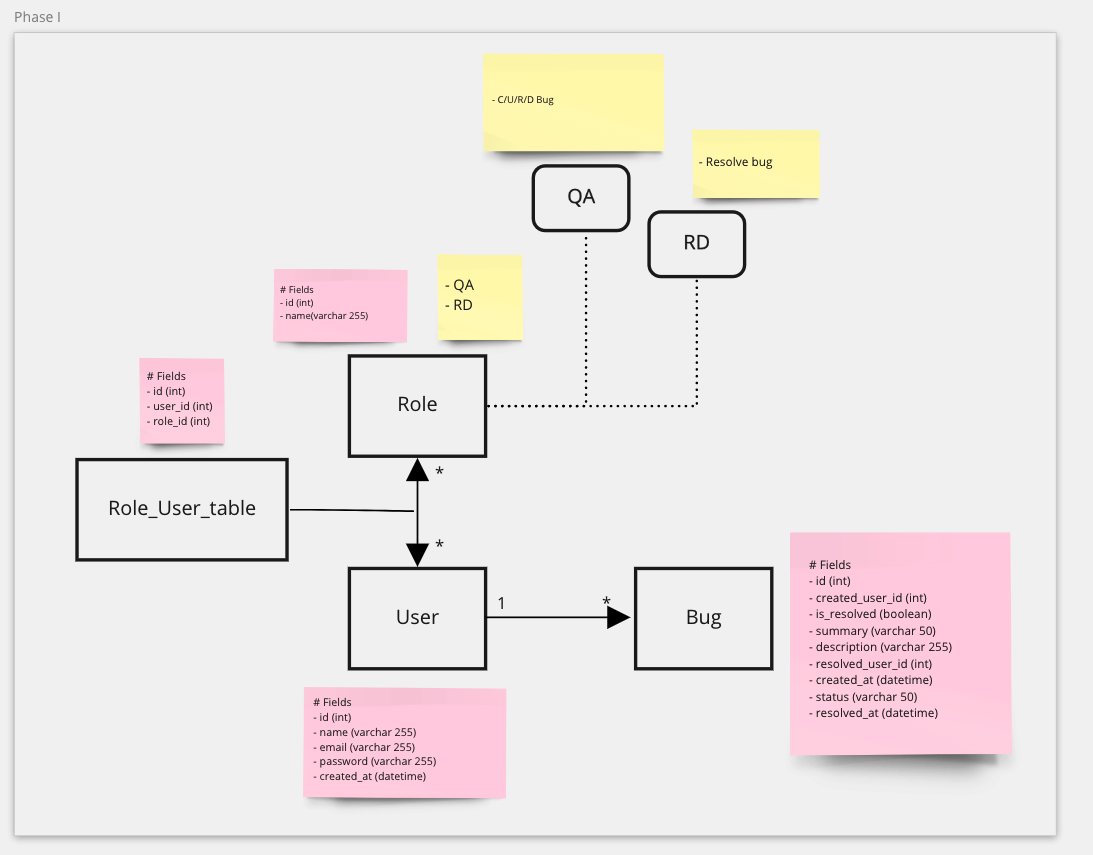 Phase I
- C/U/R/D Bug
- Resolve bug
QA
RD
# Fields
- id (int)
- name(varchar 255)
- QA
- RD
# Fields
- id (int)
- user_id (int)
- role_id (int)
Role
*
Role_User_table
*
User
1
*
Bug
# Fields
- id (int)
- created_user_id (int)
- is_resolved (boolean)
- summary (varchar 50)
- description (varchar 255)
- resolved_user_id (int)
- created_at (datetime)
- status (varchar 50)
- resolved_at (datetime)
# Fields
- id (int)
- name (varchar 255)
- email (varchar 255)
- password (varchar 255)
- created_at (datetime)